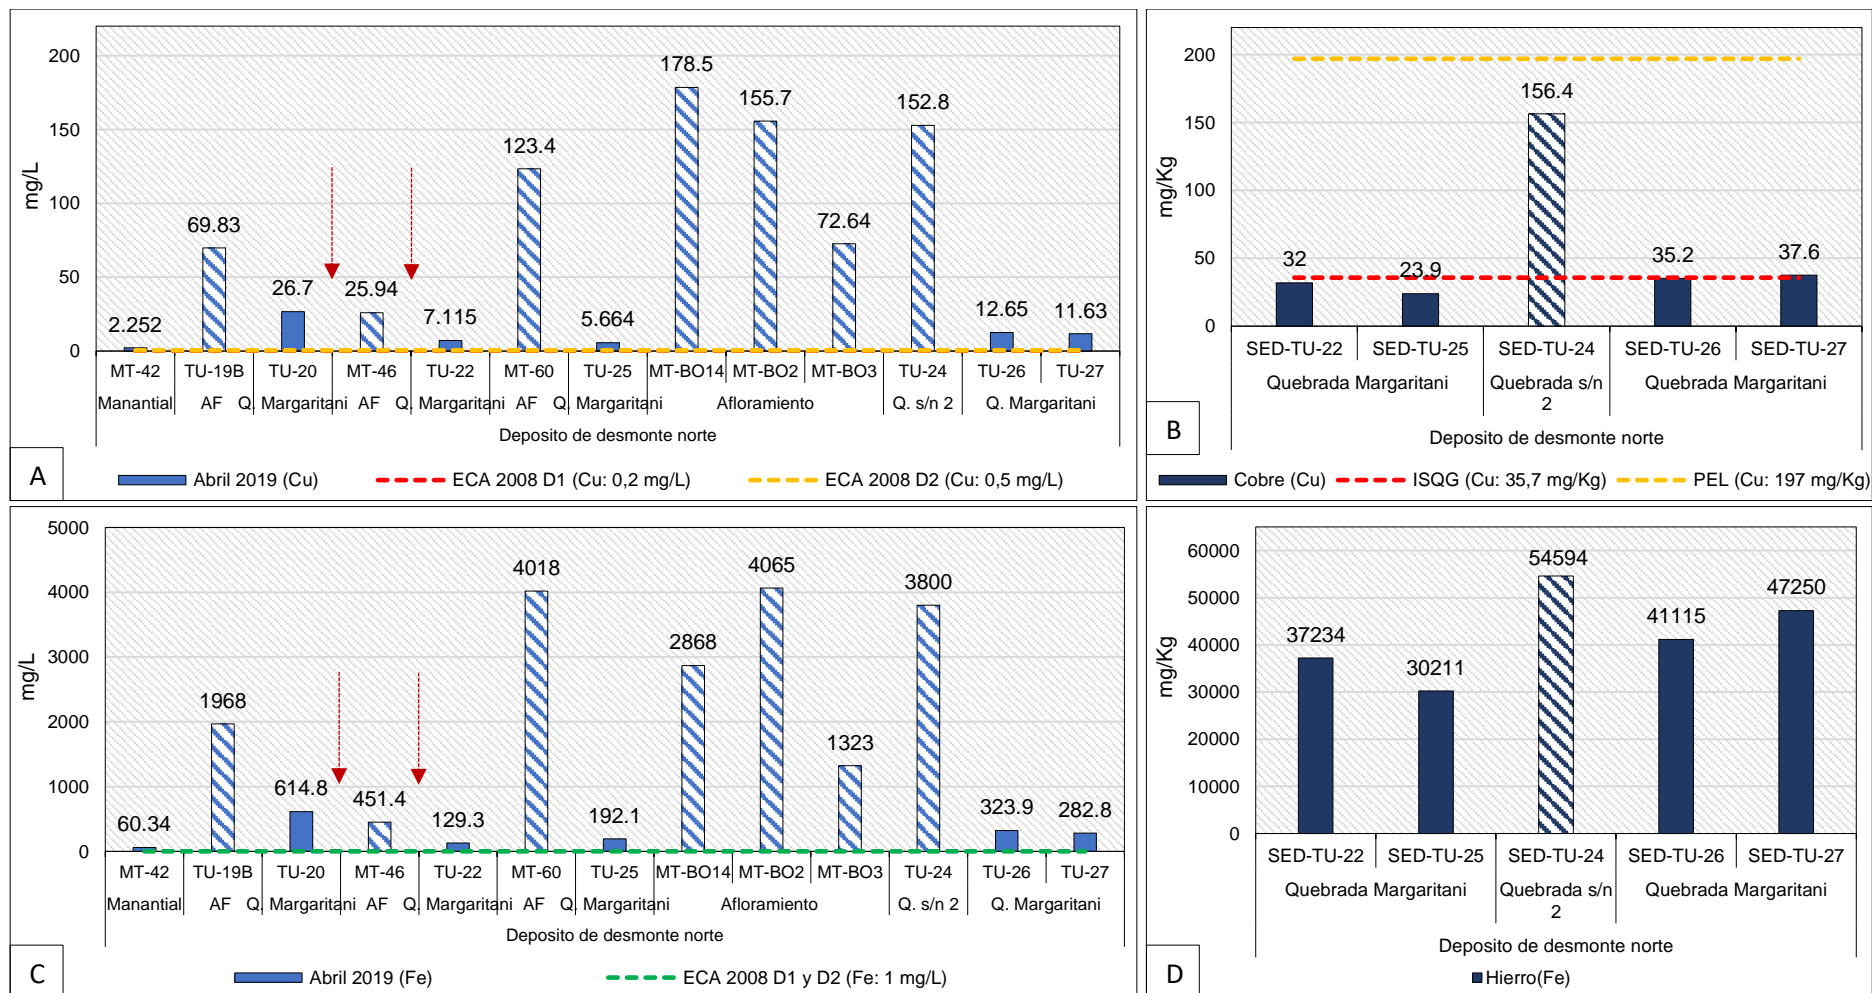 200
150
100
50
0
mg/L
2.252
69.83
26.7
25.94
7.115
123.4
5.664
178.5
155.7
72.64
152.8
12.65
11.63
MT-42 TU-19B TU-20 MT-46 TU-22 MT-60 TU-25 MT-BO14 MT-BO2 MT-BO3 TU-24 TU-26 TU-27
Manantial AF Q. Margaritani AF Q. Margaritani AF Q. Margaritani Afloramiento Q. s/n 2 Q. Margaritani
Deposito de desmonte norte
A
Abril 2019 (Cu) ECA 2008 D1 (Cu: 0,2 mg/L) ECA 2008 D2 (Cu: 0,5 mg/L)
200
150
100
50
0
mg/Kg
32
23.9
156.4
35.2
37.6
SED-TU-22 SED-TU-25 SED-TU-24 SED-TU-26 SED-TU-27
Quebrada Margaritani Quebrada s/n Quebrada Margaritani
2
Deposito de desmonte norte
B
Cobre (Cu) ISQG (Cu: 35,7 mg/Kg) PEL (Cu: 197 mg/Kg)
5000
4000
3000
2000
1000
0
mg/L
60.34
1968
614.8
451.4
129.3
4018
192.1
2868
4065
1323
3800
323.9
282.8
MT-42 TU-19B TU-20 MT-46 TU-22 MT-60 TU-25 MT-BO14 MT-BO2 MT-BO3 TU-24 TU-26 TU-27
Manantial AF Q. Margaritani AF Q. Margaritani AF Q. Margaritani Afloramiento Q. s/n 2 Q. Margaritani
Deposito de desmonte norte
C
Abril 2019 (Fe) ECA 2008 D1 y D2 (Fe: 1 mg/L)
60000
50000
40000
30000
20000
10000
0
mg/Kg
37234
30211
54594
41115
47250
SED-TU-22 SED-TU-25 SED-TU-24 SED-TU-26 SED-TU-27
Quebrada Margaritani Quebrada s/n Quebrada Margaritani
2
Deposito de desmonte norte
D
Hierro(Fe)